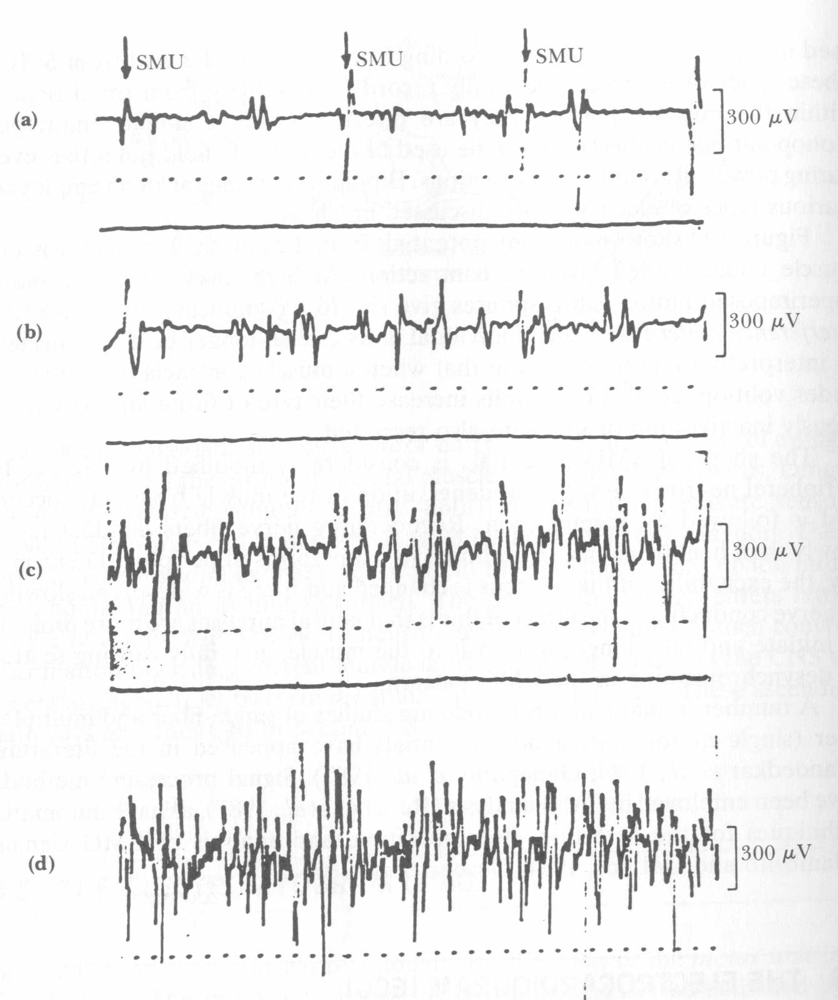 SMU SMU SMU
(a) 300 μV
(b) 300 μV
(c) 300 μV
(d) 300 μV